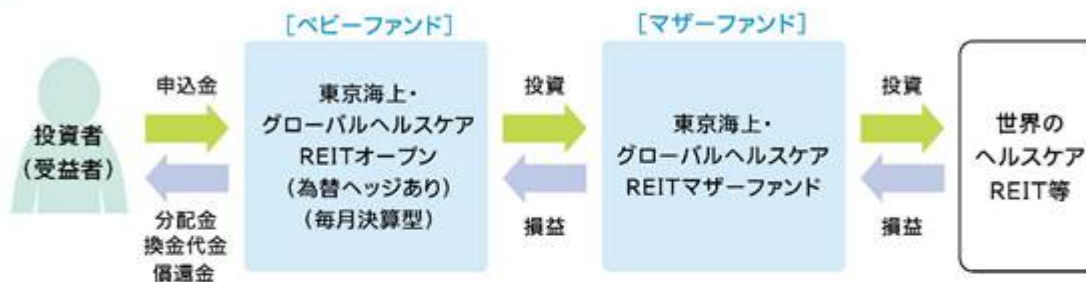 [ベビーファンド]
[マザーファンド]
投資者
(受益者)
申込金
分配金
換金代金
償還金
東京海上・
グローバルヘルスケア
REITオープン
(為替ヘッジあり)
(毎月決算型)
投資
損益
東京海上・
グローバルヘルスケア
REITマザーファンド
投資
損益
世界の
ヘルスケア
REIT等